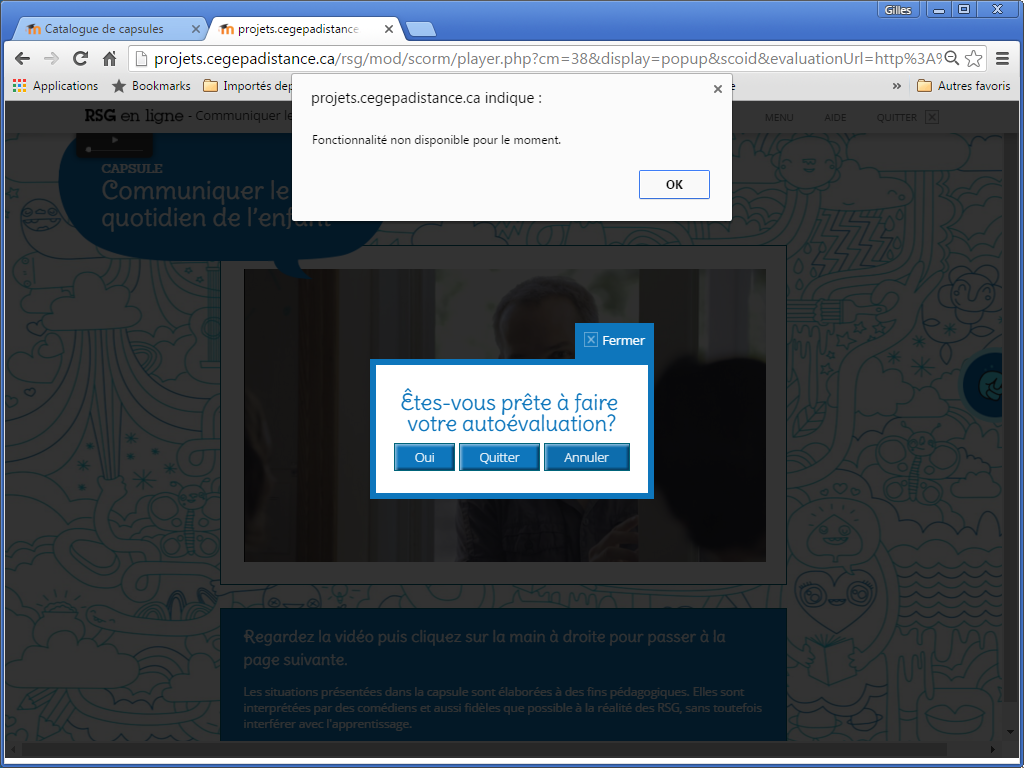 Gilles
Catalogue de capsules
projets.cegepadistance
projets.cegepadistance.ca/rsg/mod/scorm/player.php?cm=38&display=popup&scoid&evaluationUrl=http%3A%
Applications
Bookmarks
Importés dep
»
Autres favoris
projets.cegepadistance.ca indique :
Fonctionnalité non disponible pour le moment.
OK
RSG en ligne - Communiquer le
MENU
AIDE
QUITTER
CAPSULE
Communiquer le
quotidien de l'enfant
Fermer
Êtes-vous prête à faire
votre autoévaluation?
Oui
Quitter
Annuler
Regardez la vidéo puis cliquez sur la main à droite pour passer à la
page suivante.
Les situations présentées dans la capsule sont élaborées à des fins pédagogiques. Elles sont
interprétées par des comédiens et aussi fidèles que possible à la réalité des RSG, sans toutefois
interférer avec l'apprentissage.